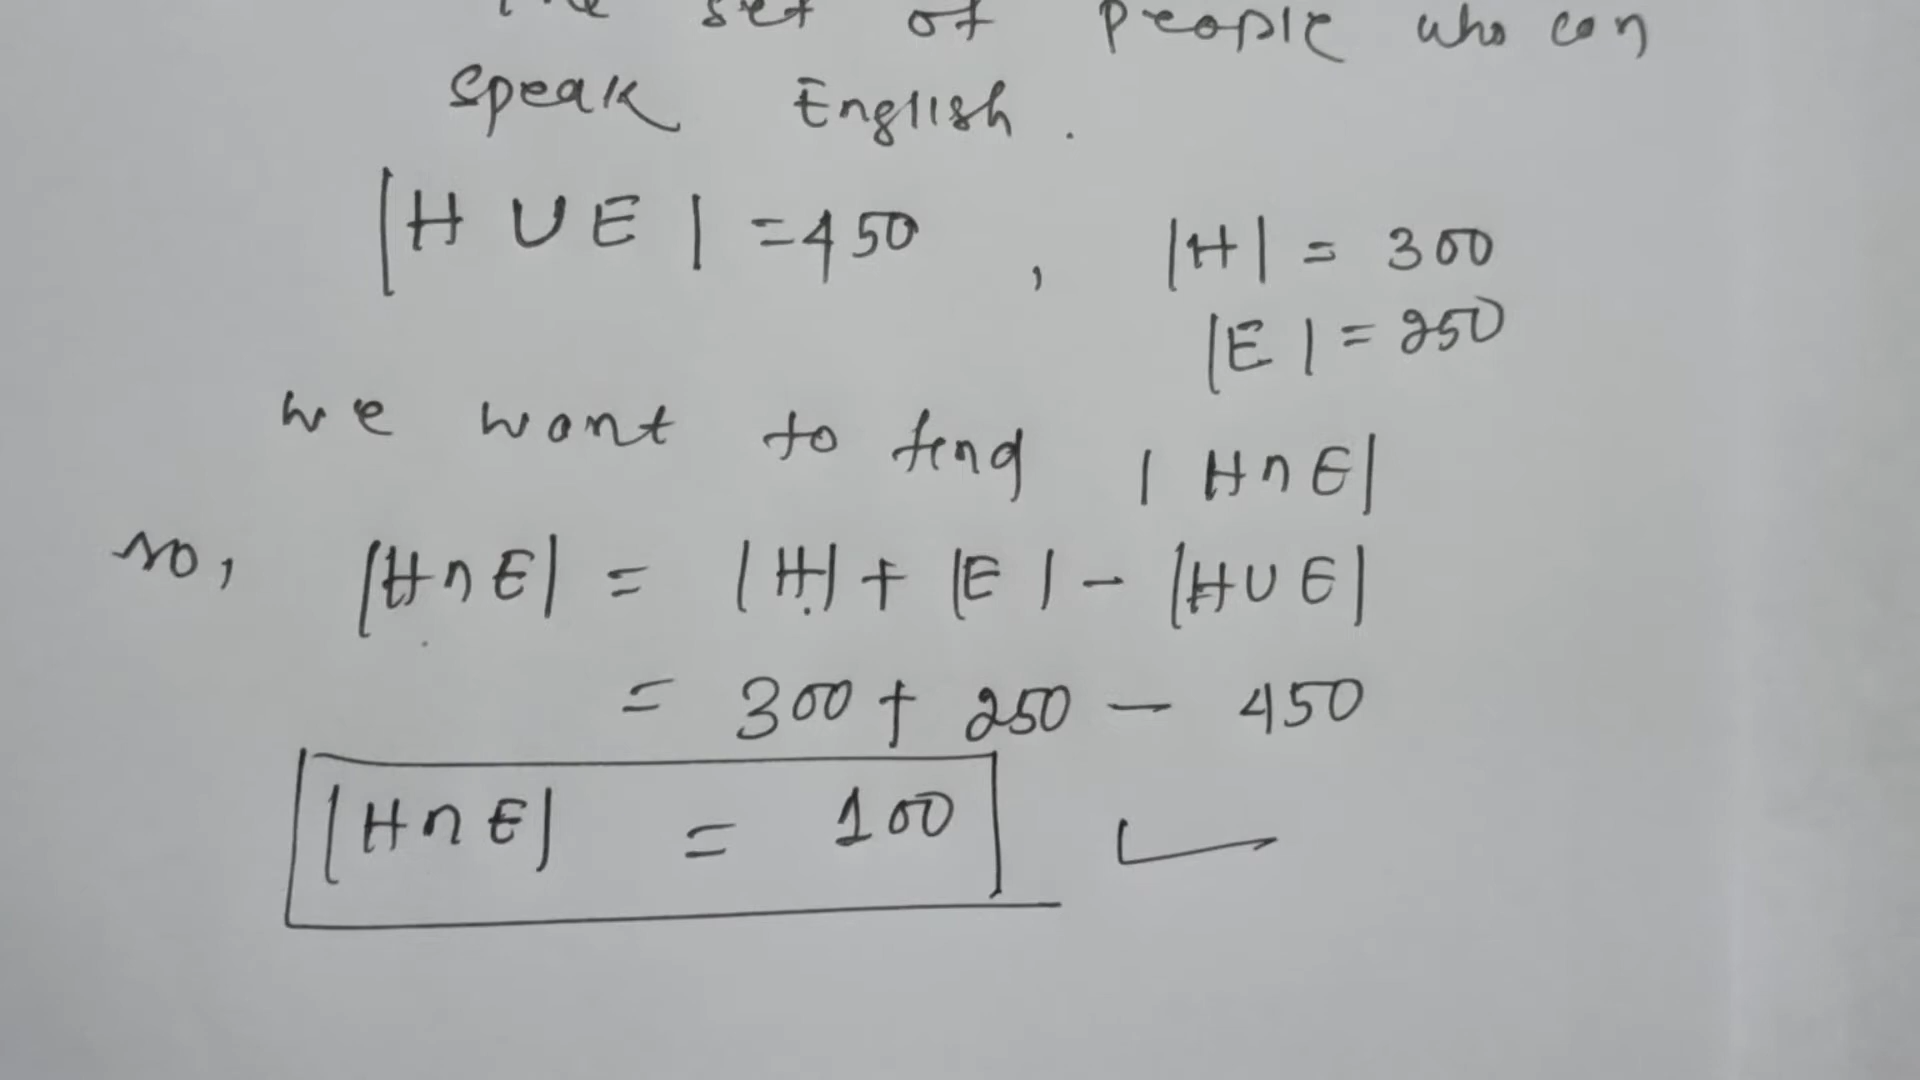 The set of people who can
speak English.
|H ∪ E| = 450, |H| = 300
|E| = 250
we want to find |H ∩ E|
so, |H ∩ E| = |H| + |E| - |H ∪ E|
= 300 + 250 - 450
|H ∩ E| = 100 ✓